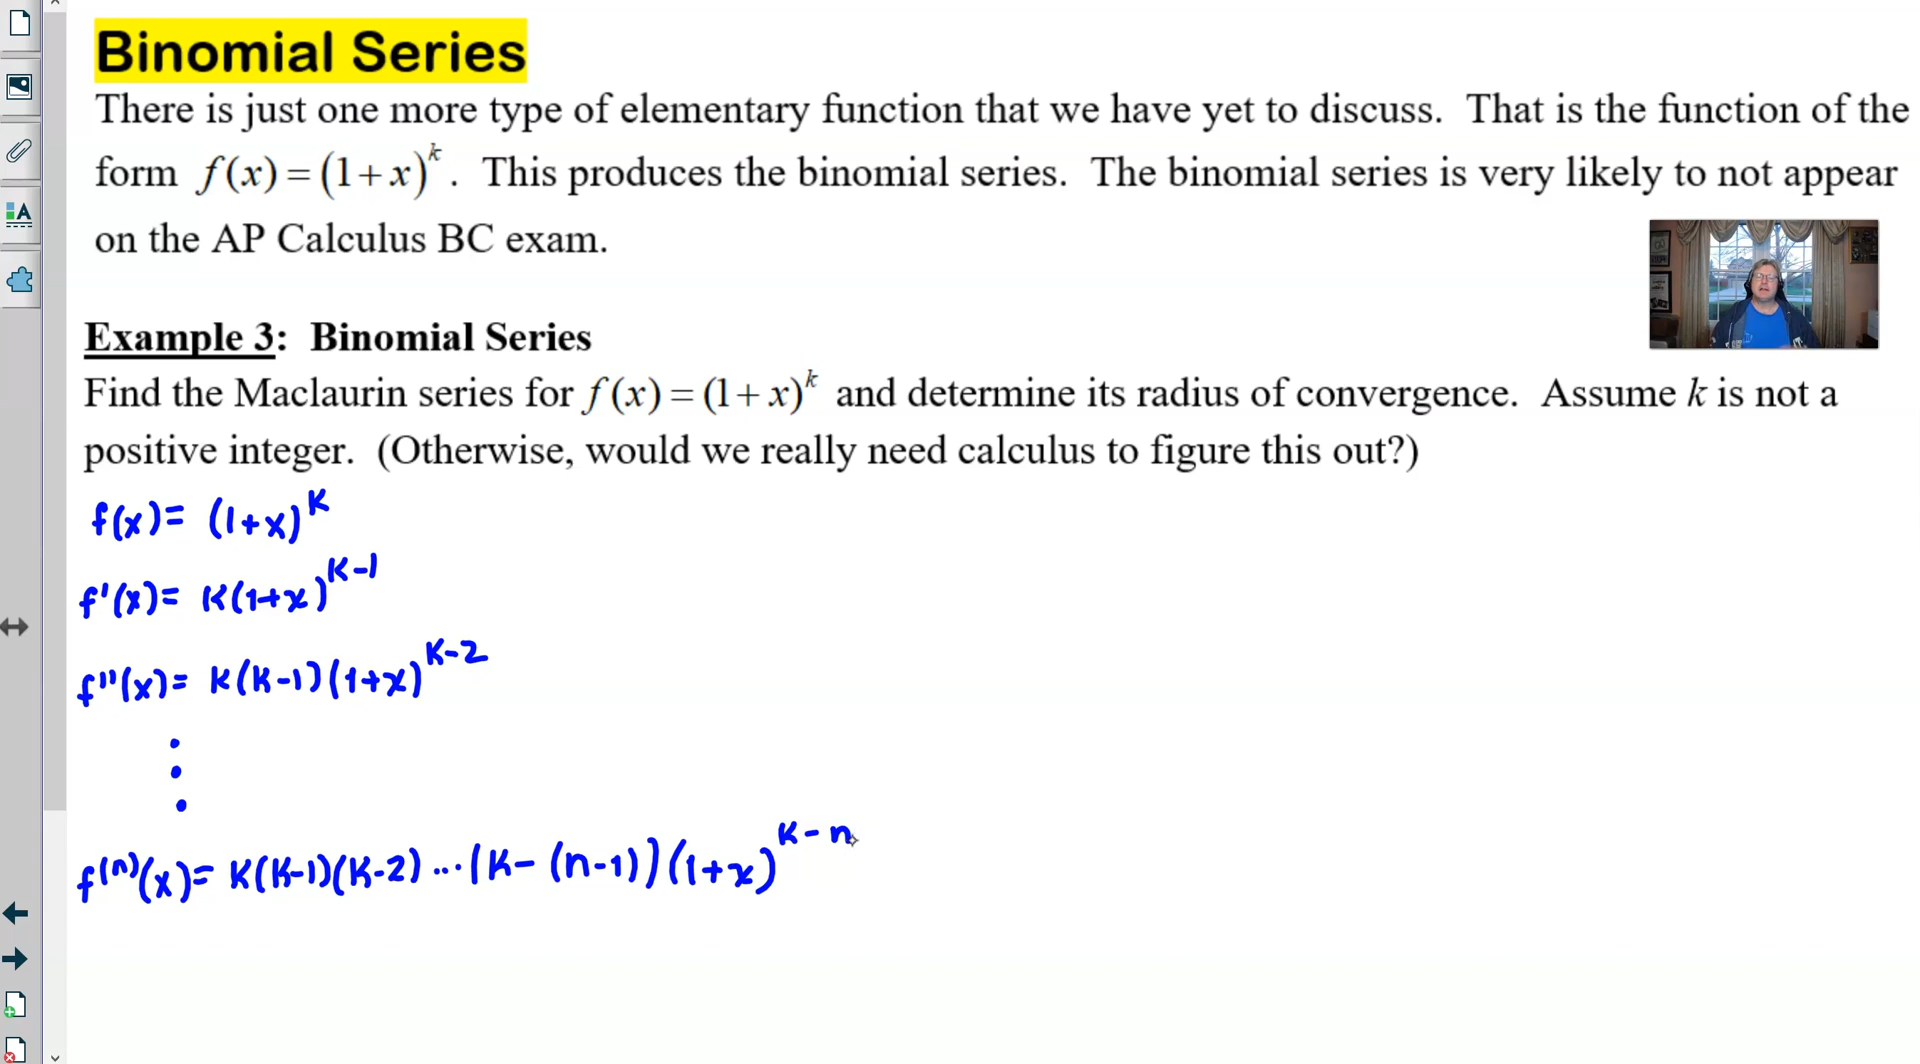 Binomial Series
There is just one more type of elementary function that we have yet to discuss. That is the function of the
form f(x) = (1+x)^k. This produces the binomial series. The binomial series is very likely to not appear
on the AP Calculus BC exam.
Example 3: Binomial Series
Find the Maclaurin series for f(x) = (1+x)^k and determine its radius of convergence. Assume k is not a
positive integer. (Otherwise, would we really need calculus to figure this out?)
f(x) = (1+x)^K
f'(x) = K(1+x)^{K-1}
f''(x) = K(K-1)(1+x)^{K-2}
⋮
f^{(n)}(x) = K(K-1)(K-2) ... (K-(n-1))(1+x)^{K-n}